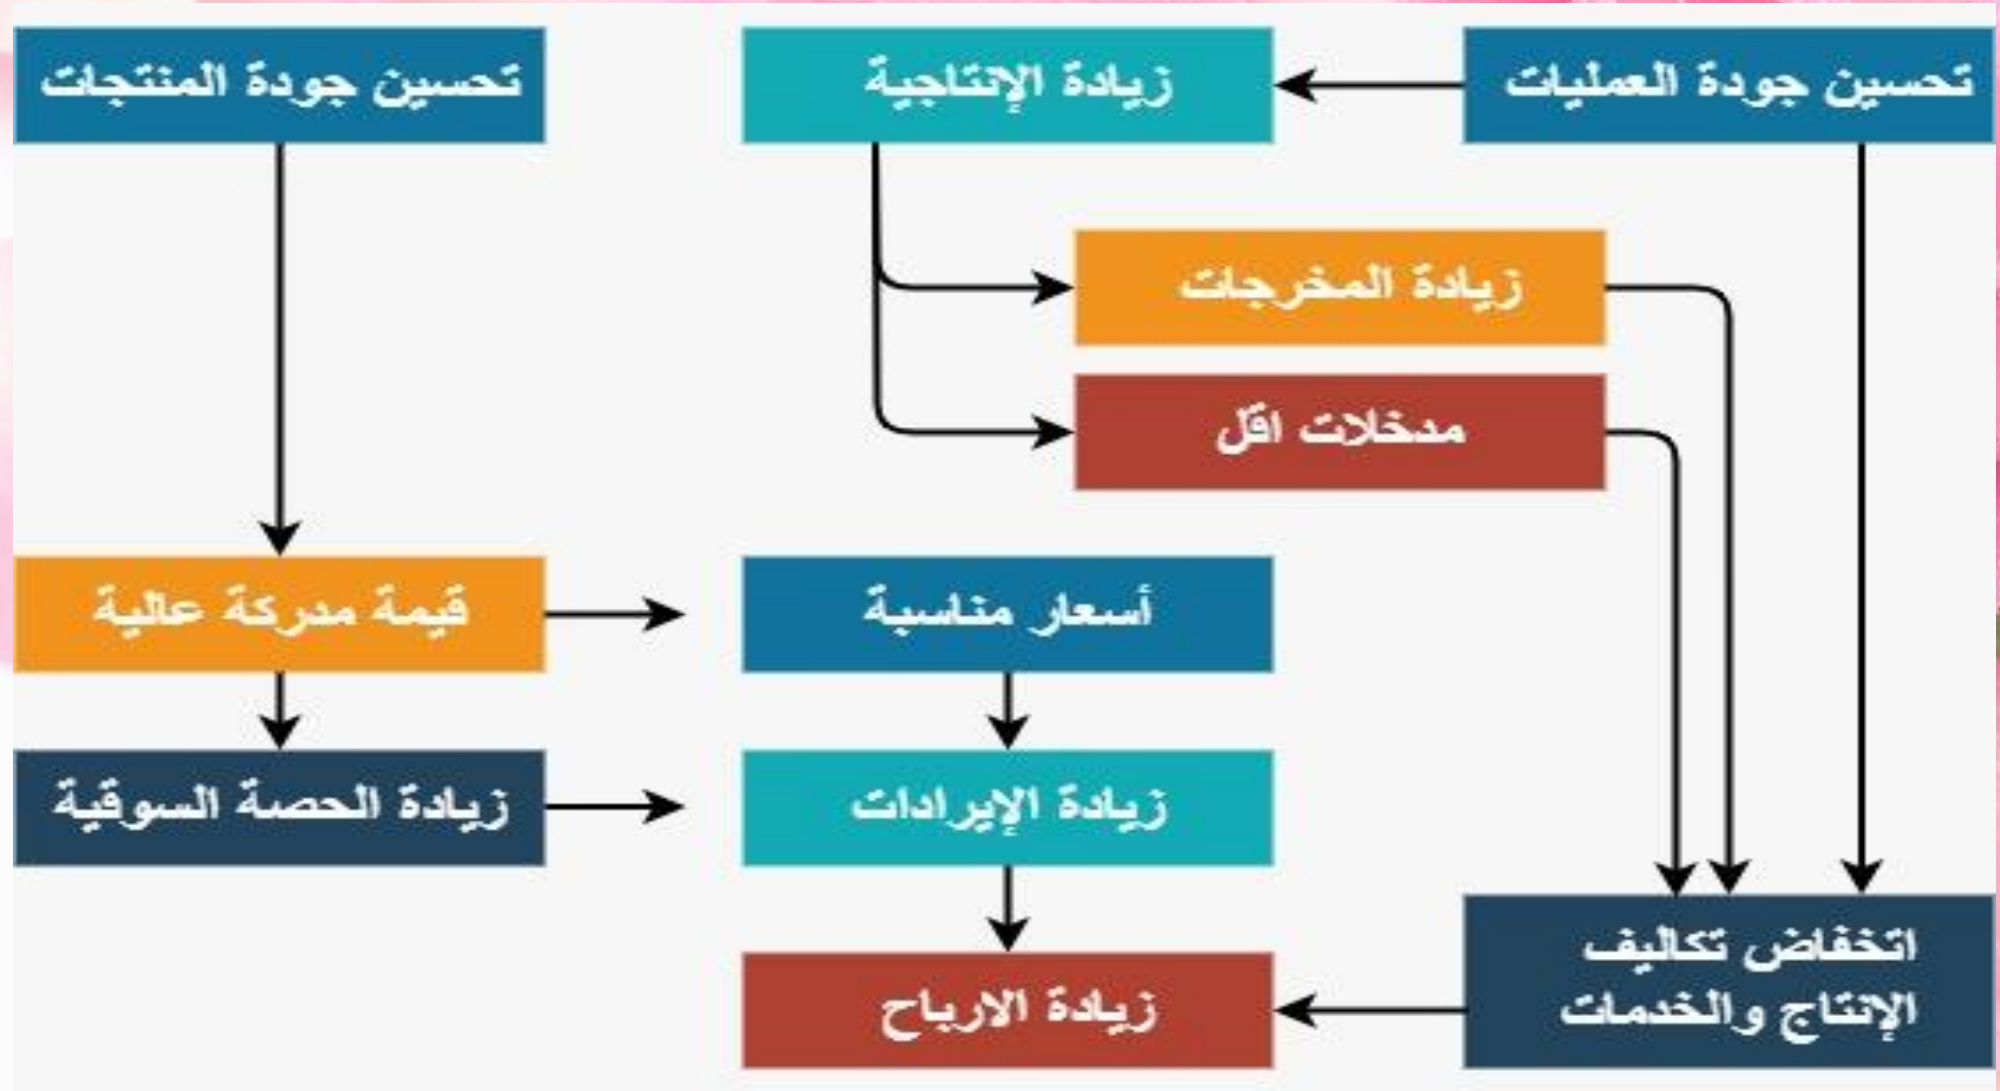 تحسين جودة العمليات
زيادة الإنتاجية
تحسين جودة المنتجات
زيادة المخرجات
مدخلات اقل
أسعار مناسبة
قيمة مدركة عالية
زيادة الإيرادات
زيادة الحصة السوقية
اتخفاض تكاليف
الإنتاج والخدمات
زيادة الارباح